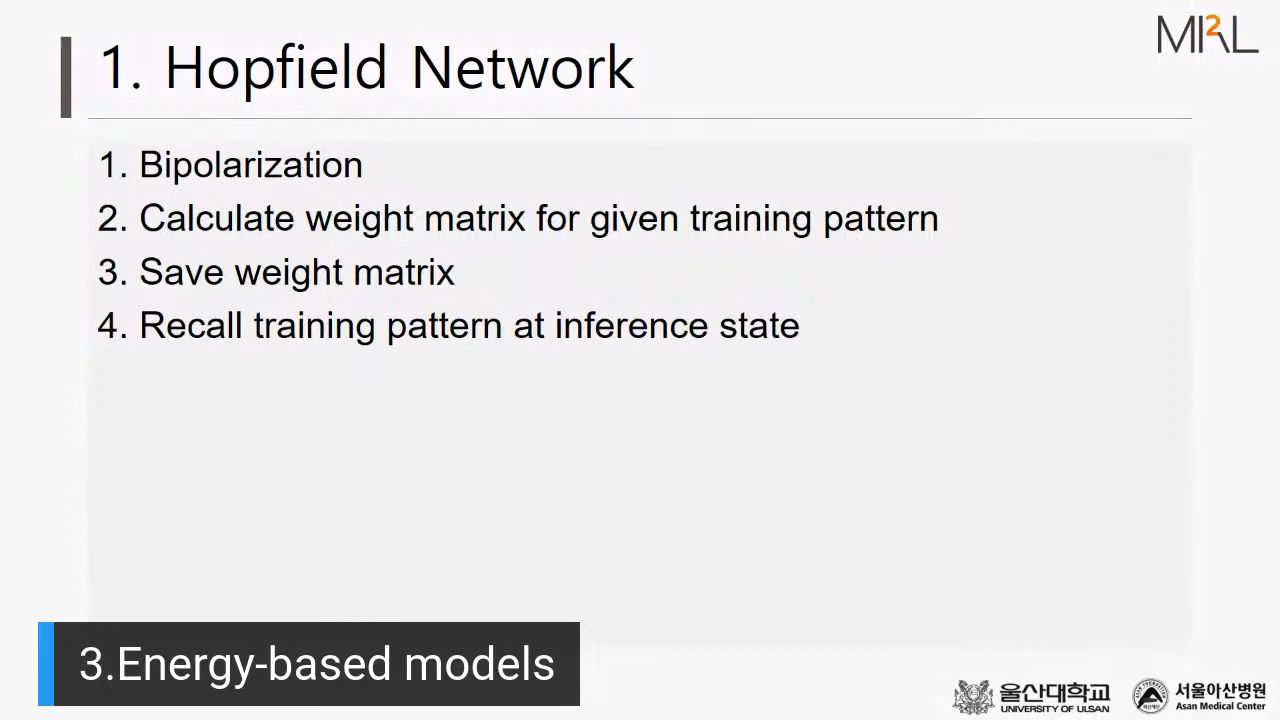 MI2RL
1. Hopfield Network
1. Bipolarization
2. Calculate weight matrix for given training pattern
3. Save weight matrix
4. Recall training pattern at inference state
3.Energy-based models
울산대학교
UNIVERSITY OF ULSAN
서울아산병원
Asan Medical Center